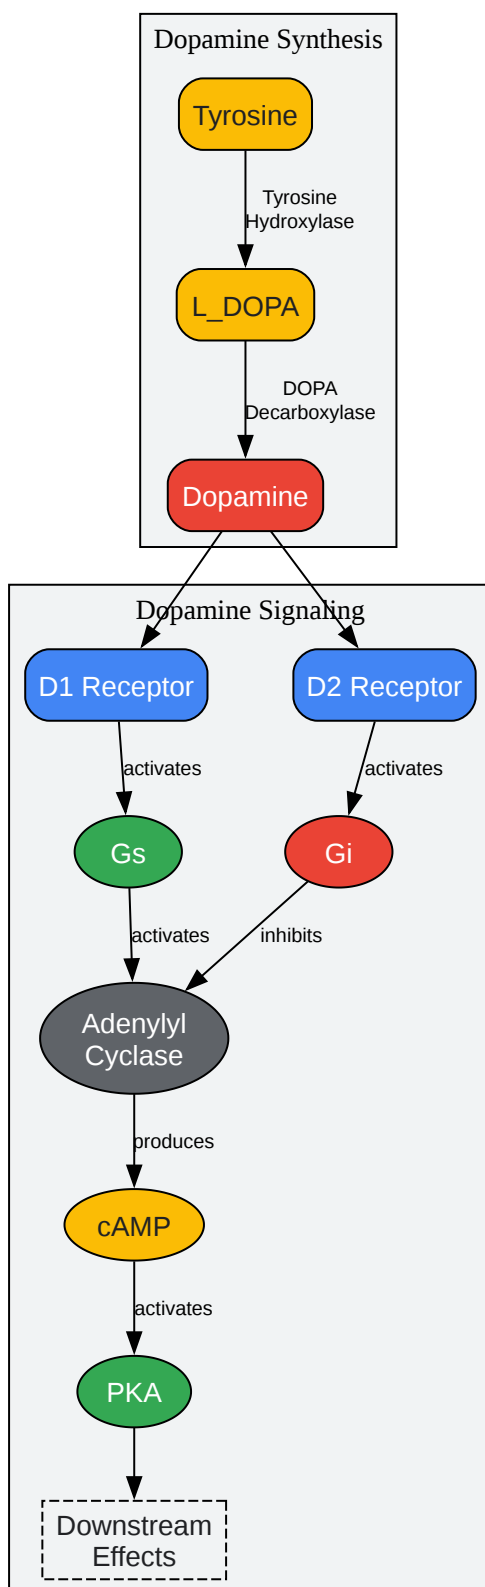 Dopamine Synthesis
Tyrosine
Tyrosine
Hydroxylase
L_DOPA
DOPA
Decarboxylase
Dopamine
Dopamine Signaling
D1 Receptor
D2 Receptor
activates
activates
Gs
Gi
activates
inhibits
Adenylyl
Cyclase
produces
cAMP
activates
PKA
Downstream
Effects